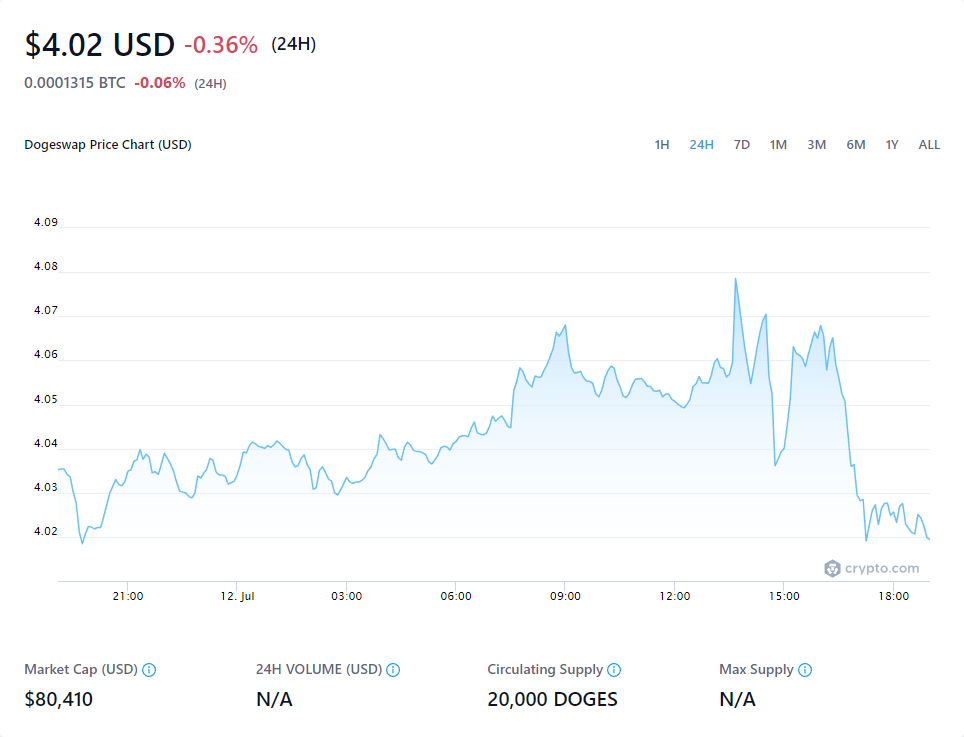 $4.02 USD -0.36% (24H)
0.0001315 BTC -0.06% (24H)
Dogeswap Price Chart (USD) 1H 24H 7D 1M 3M 6M 1Y ALL
4.09
4.08
4.07
4.06
4.05
4.04
4.03
4.02
crypto.com
21:00 12. Jul 03:00 06:00 09:00 12:00 15:00 18:00
Market Cap (USD) 24H VOLUME (USD) Circulating Supply Max Supply
$80,410 N/A 20,000 DOGES N/A